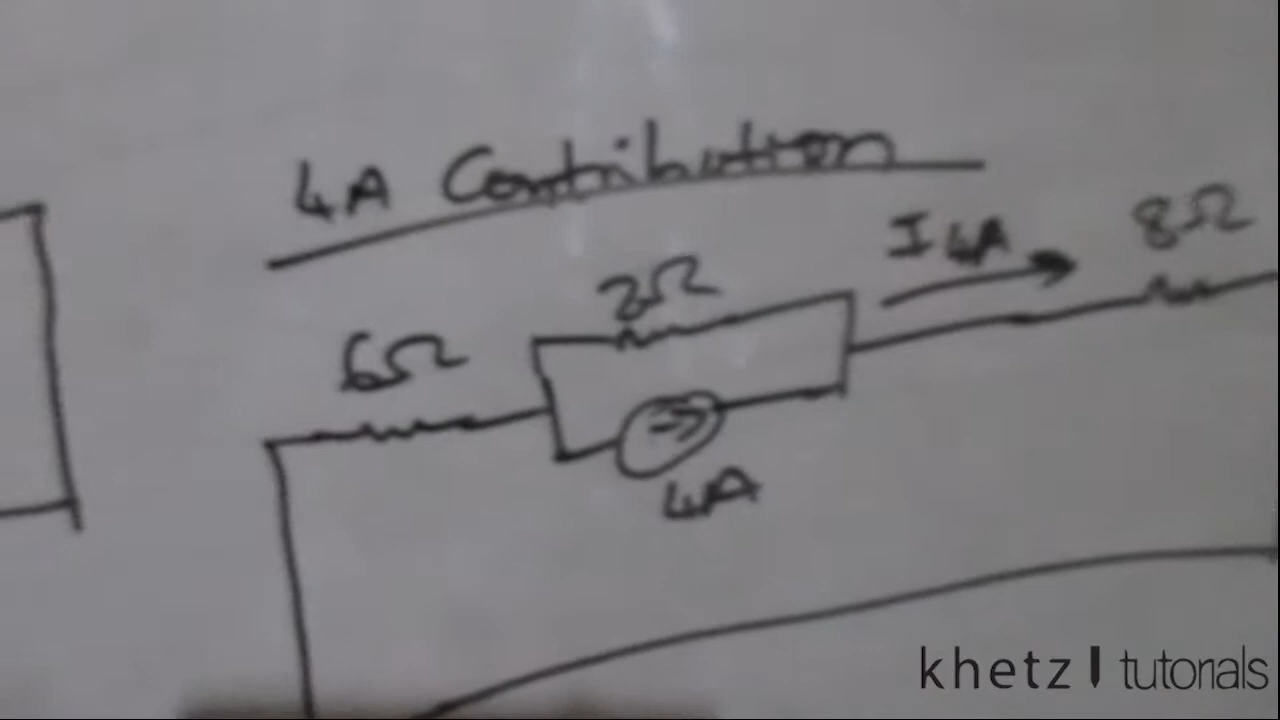 4A Contribution
I4A
8Ω
2Ω
6Ω
4A
khetz tutorials